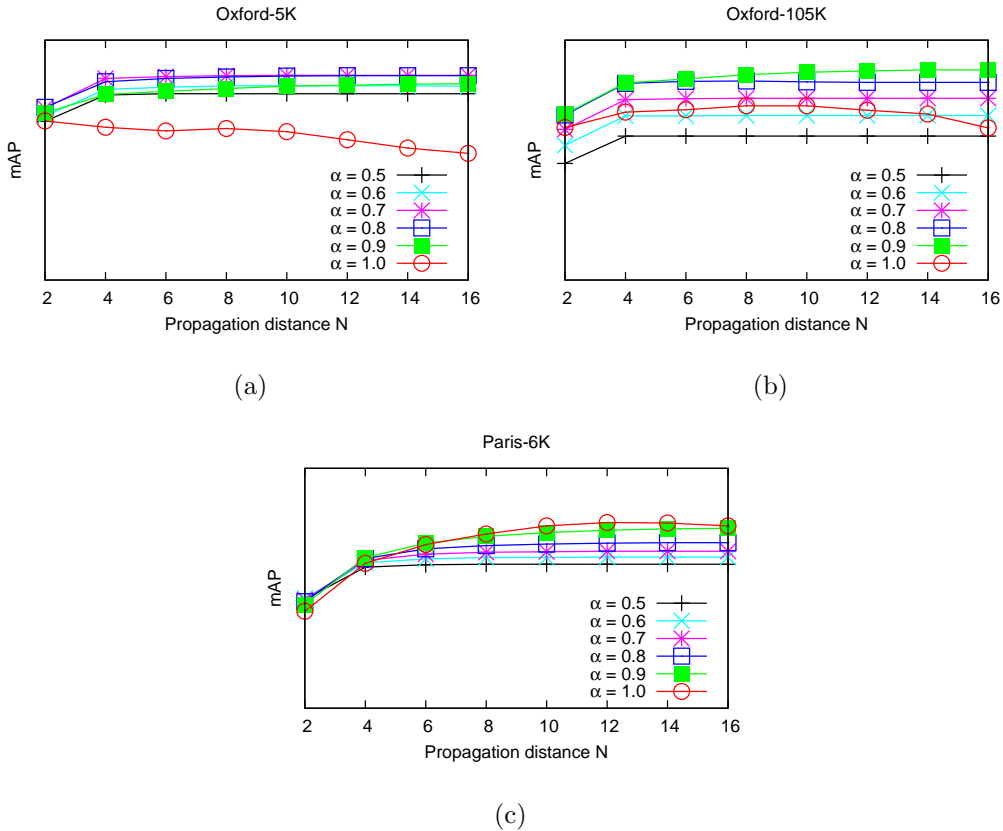 Oxford-5K
mAP
α = 0.5
α = 0.6
α = 0.7
α = 0.8
α = 0.9
α = 1.0
2 4 6 8 10 12 14 16
Propagation distance N
(a)
Oxford-105K
mAP
α = 0.5
α = 0.6
α = 0.7
α = 0.8
α = 0.9
α = 1.0
2 4 6 8 10 12 14 16
Propagation distance N
(b)
Paris-6K
mAP
α = 0.5
α = 0.6
α = 0.7
α = 0.8
α = 0.9
α = 1.0
2 4 6 8 10 12 14 16
Propagation distance N
(c)